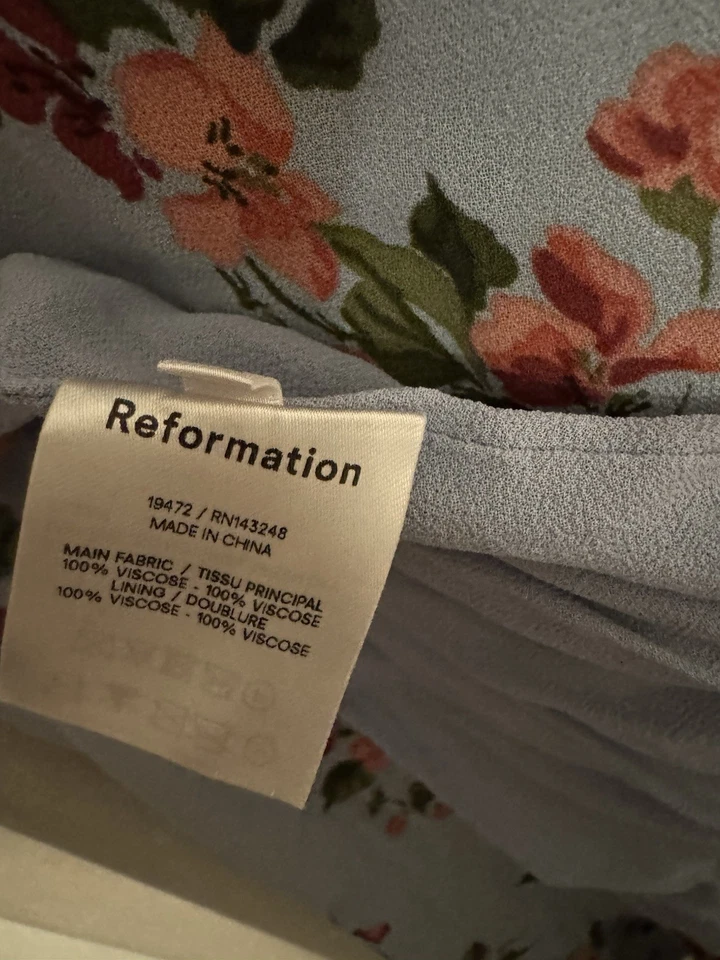 Reformation
19472 / RN143248
MADE IN CHINA
MAIN FABRIC / TISSU PRINCIPAL
100% VISCOSE - 100% VISCOSE
LINING / DOUBLURE
100% VISCOSE - 100% VISCOSE